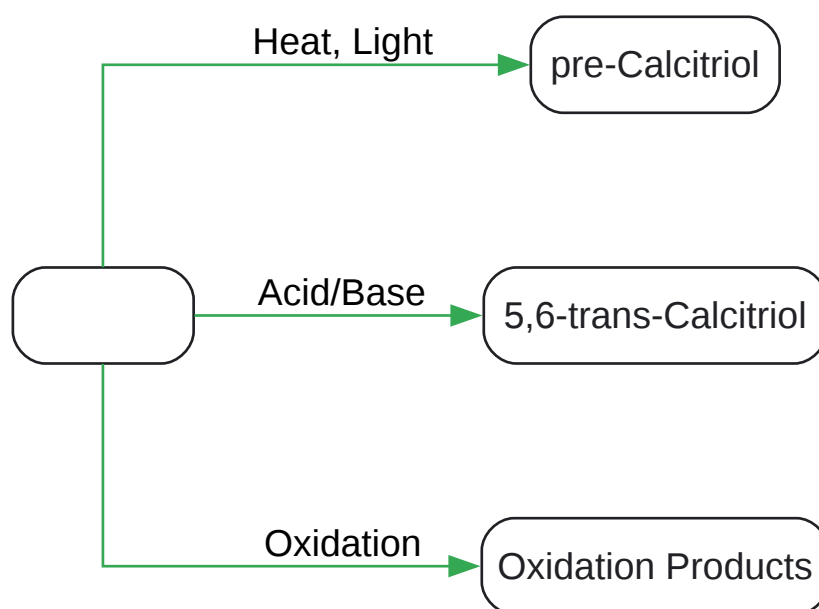 Heat, Light
pre-Calcitriol
Acid/Base
5,6-trans-Calcitriol
Oxidation
Oxidation Products